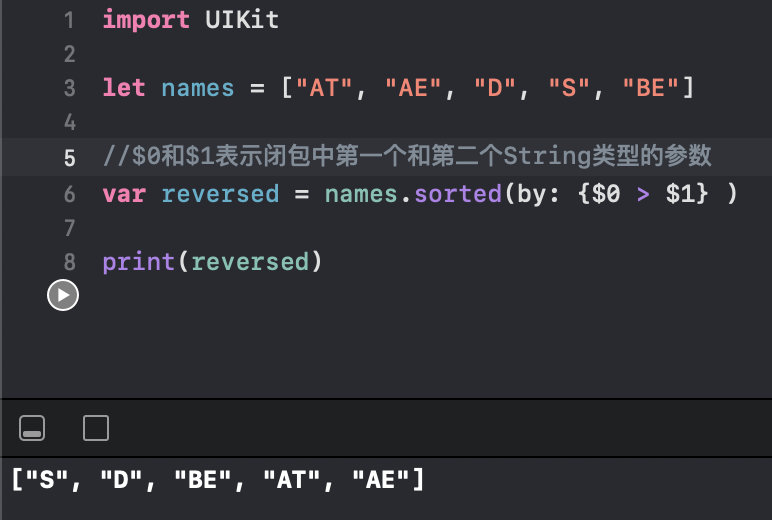 1 import UIKit
2
3 let names = ["AT", "AE", "D", "S", "BE"]
4
5 //$0和$1表示闭包中第一个和第二个String类型的参数
6 var reversed = names.sorted(by: {$0 > $1} )
7
8 print(reversed)
["S", "D", "BE", "AT", "AE"]